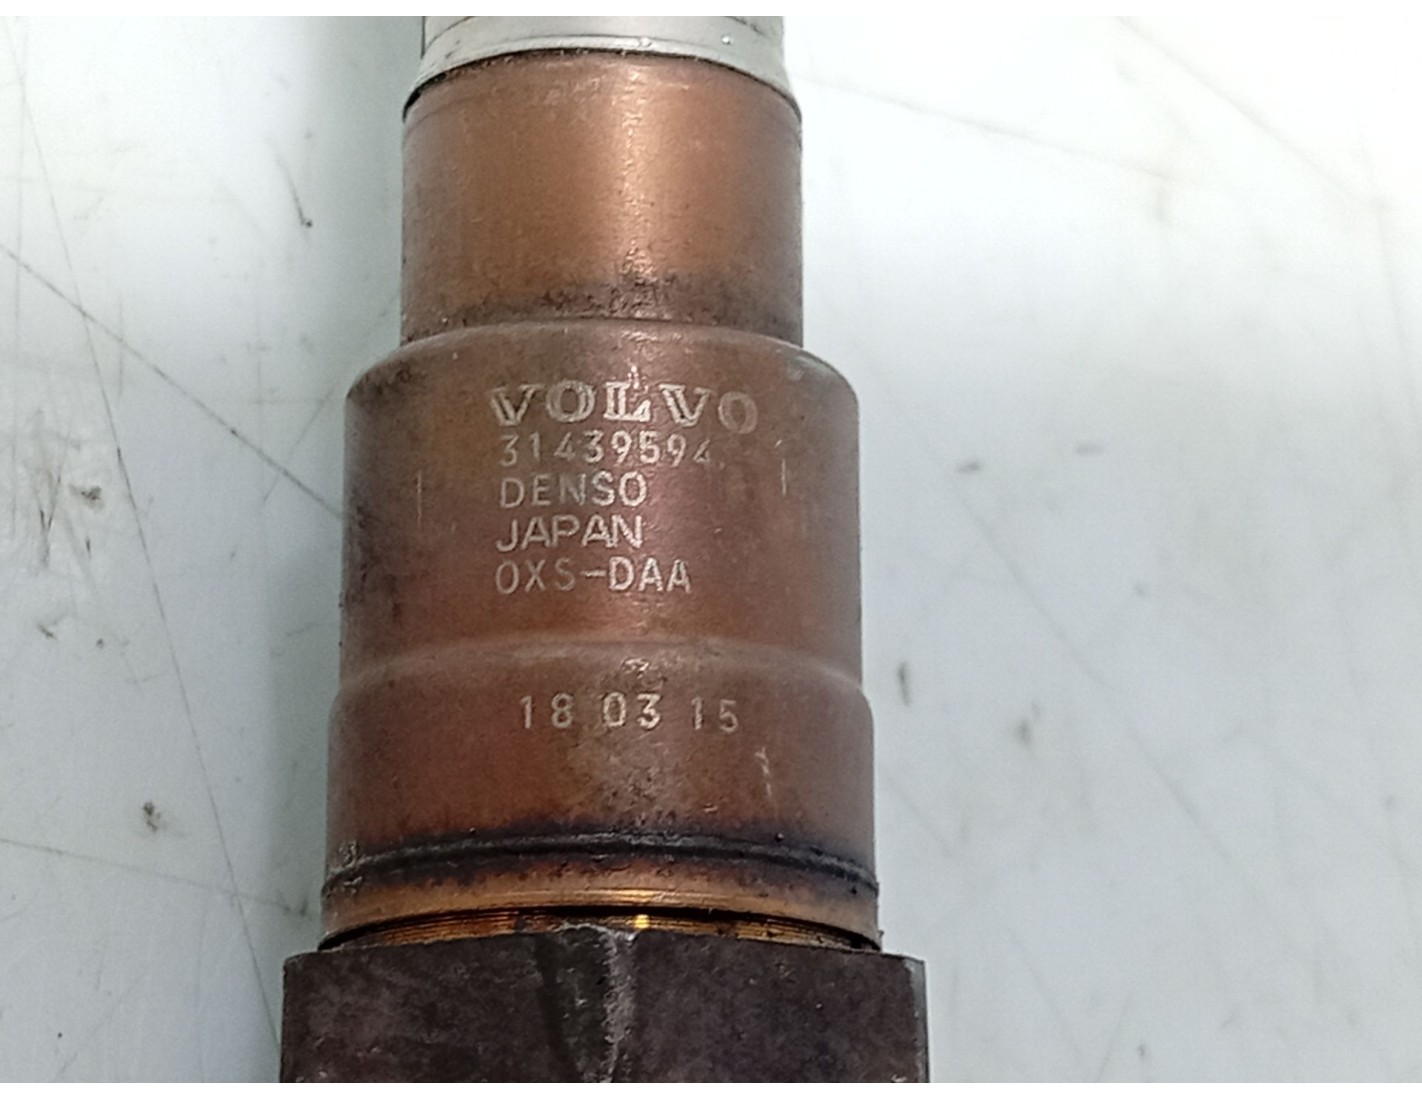 VOLVO
31439594
DENSO
JAPAN
OXS-DAA
18 03 15